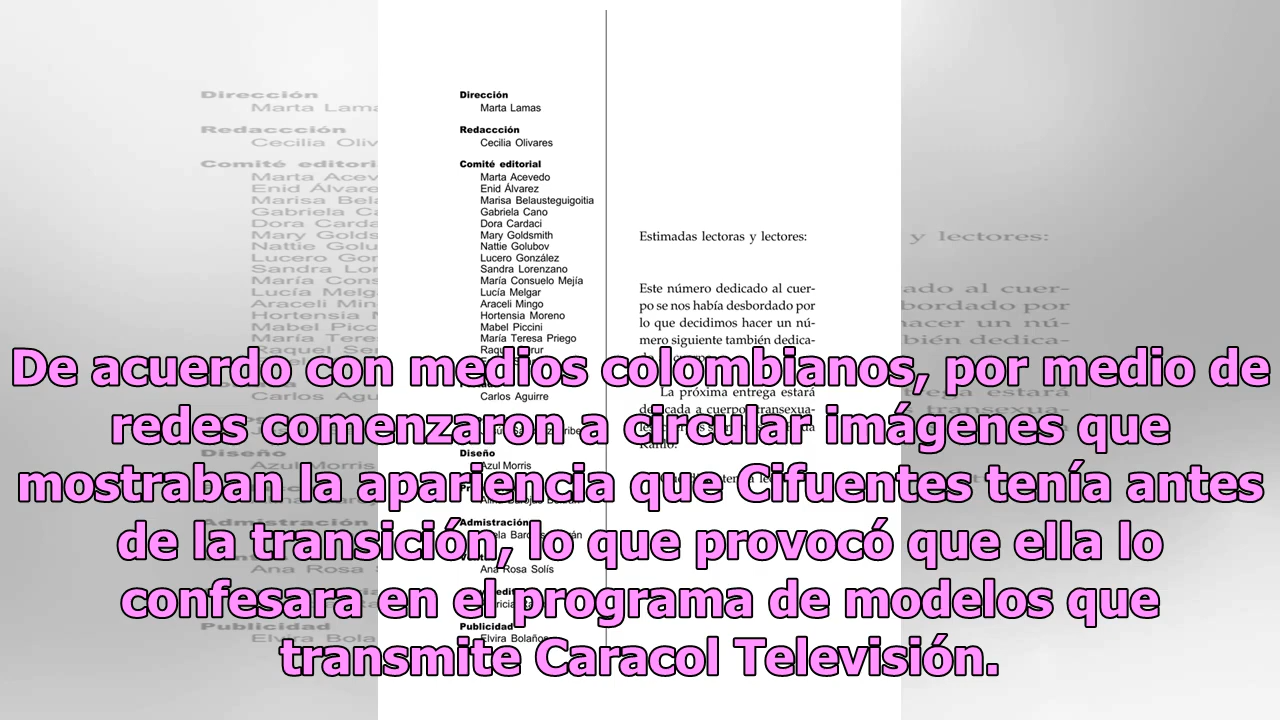 Dirección
Marta Lamas
Redaccción
Cecilia Olivares
Comité editorial
Marta Acevedo
Enid Álvarez
Marisa Belausteguigoitia
Gabriela Cano
Dora Cardaci
Mary Goldsmith
Nattie Golubov
Lucero González
Sandra Lorenzano
María Consuelo Mejía
Lucía Melgar
Araceli Mingo
Hortensia Moreno
Mabel Piccini
María Teresa Priego
Carlos Aguirre
Diseño
Azul Morris
Admistración
Ana Rosa Solís
Publicidad
Elvira Bolaños
Estimadas lectoras y lectores:
Este número dedicado al cuer-
po se nos había desbordado por
lo que decidimos hacer un nú-
mero siguiente también dedica-
La próxima entrega estará
De acuerdo con medios colombianos, por medio de
redes comenzaron a circular imágenes que
mostraban la apariencia que Cifuentes tenía antes
de la transición, lo que provocó que ella lo
confesara en el programa de modelos que
transmite Caracol Televisión.